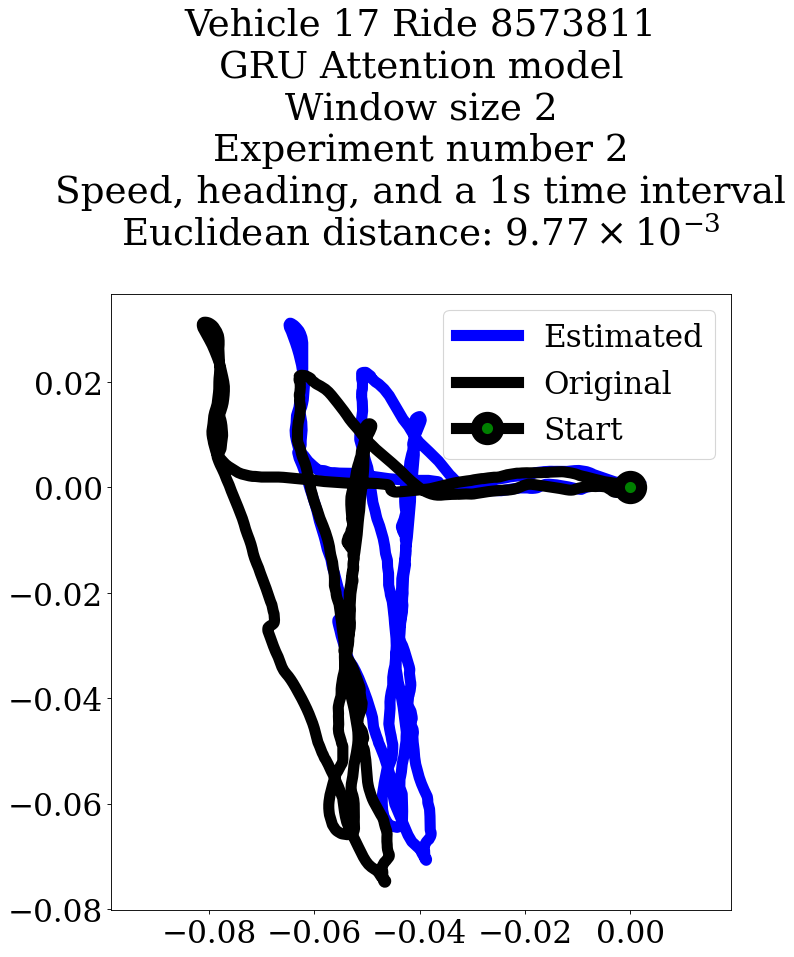 Vehicle 17 Ride 8573811
GRU Attention model
Window size 2
Experiment number 2
Speed, heading, and a 1s time interval
Euclidean distance: 9.77 × 10⁻³
Estimated
Original
Start
0.02
0.00
−0.02
−0.04
−0.06
−0.08
−0.08 −0.06 −0.04 −0.02 0.00